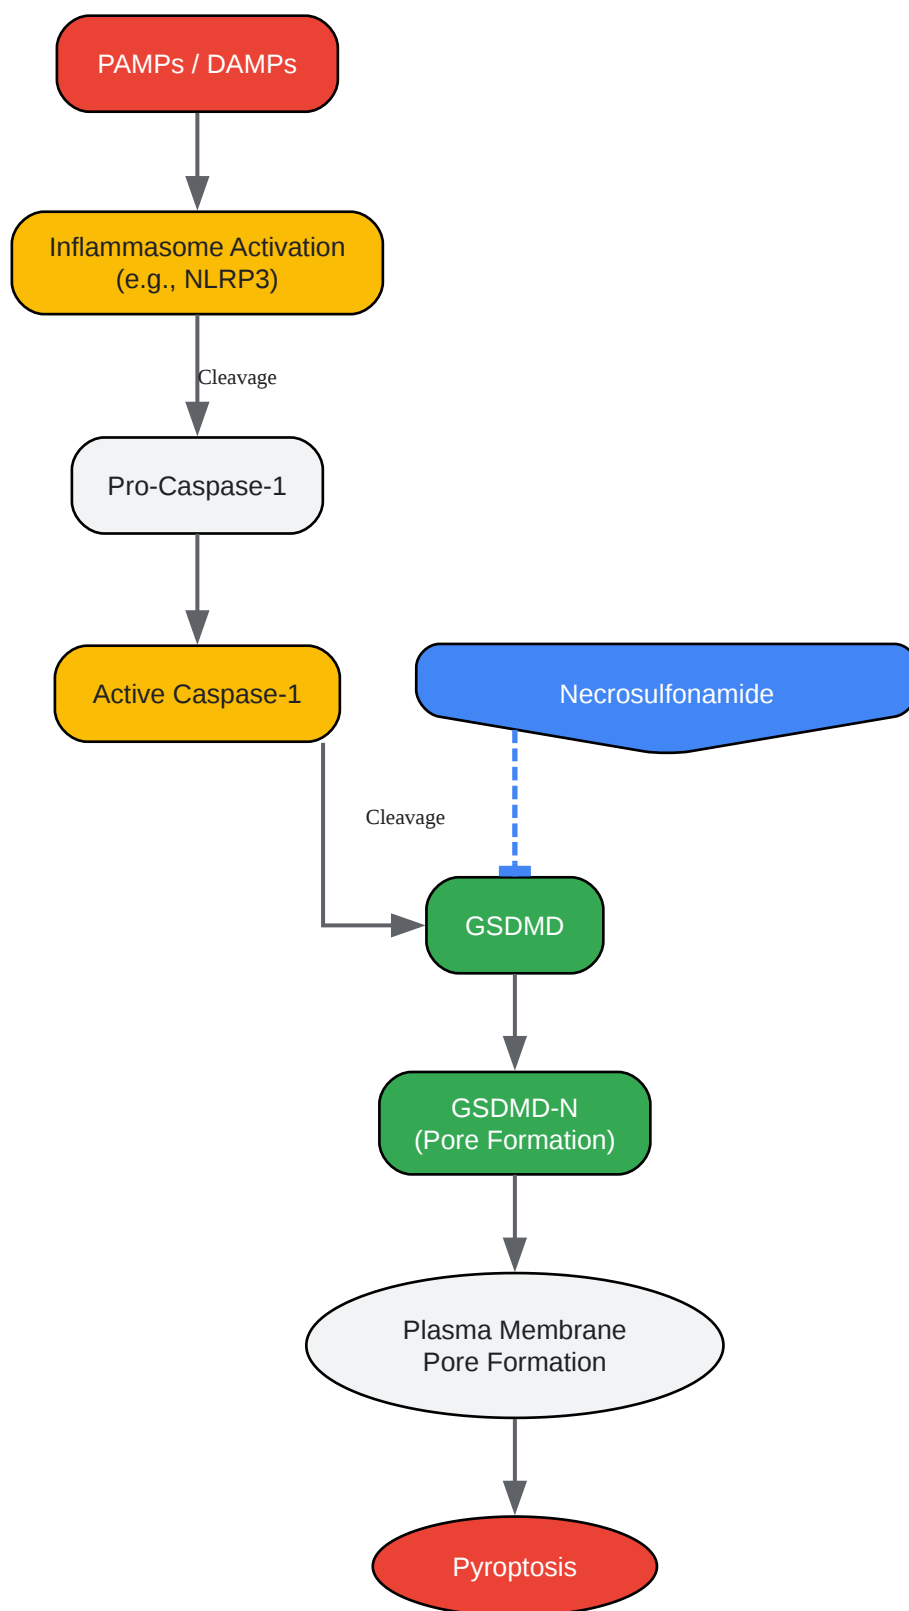 PAMPs / DAMPs
Inflammasome Activation
(e.g., NLRP3)
Cleavage
Pro-Caspase-1
Active Caspase-1
Necrosulfonamide
Cleavage
GSDMD
GSDMD-N
(Pore Formation)
Plasma Membrane
Pore Formation
Pyroptosis